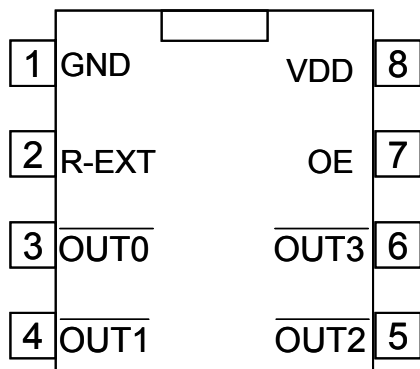 1 GND VDD 8
2 R-EXT OE 7
3 OUT0 OUT3 6
4 OUT1 OUT2 5